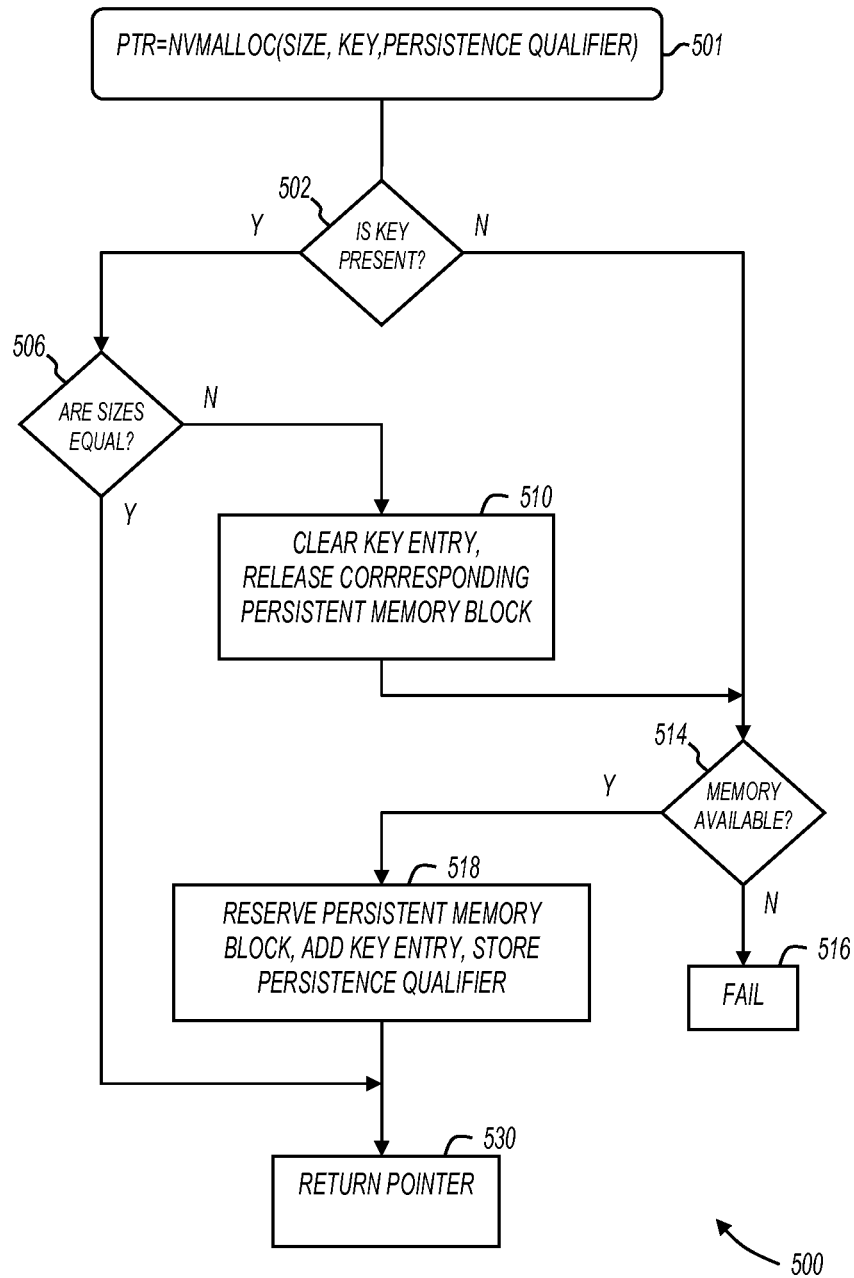 PTR=NVMALLOC(SIZE, KEY,PERSISTENCE QUALIFIER)
501
502
Y
IS KEY
PRESENT?
N
506
ARE SIZES
EQUAL?
N
Y
510
CLEAR KEY ENTRY,
RELEASE CORRRESPONDING
PERSISTENT MEMORY BLOCK
514
Y
MEMORY
AVAILABLE?
N
518
RESERVE PERSISTENT MEMORY
BLOCK, ADD KEY ENTRY, STORE
PERSISTENCE QUALIFIER
516
FAIL
530
RETURN POINTER
500